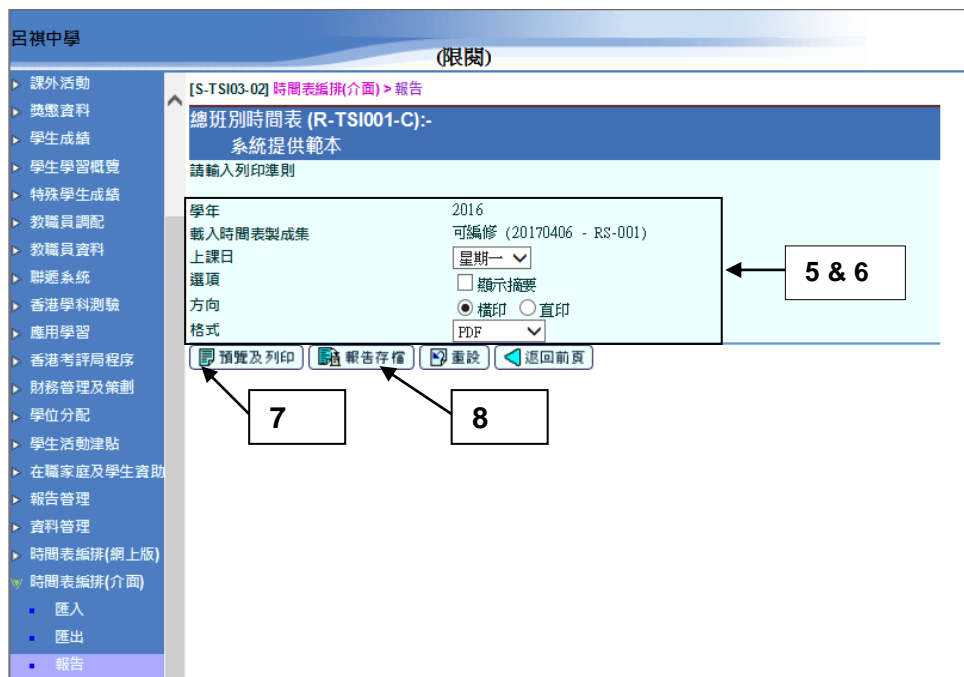 呂祺中學
(限閱)
課外活動
獎懲資料
學生成績
學生學習概覽
特殊學生成績
教職員調配
教職員資料
聯遞系統
香港學科測驗
應用學習
香港考評局程序
財務管理及策劃
學位分配
學生活動津貼
在職家庭及學生資助
報告管理
資料管理
時間表編排(網上版)
時間表編排(介面)
匯入
匯出
報告
[S-TSI03-02] 時間表編排(介面) > 報告
總班別時間表 (R-TSI001-C):-
系統提供範本
請輸入列印準則
學年 2016
載入時間表製成集 可編修 (20170406 - RS-001)
上課日 星期一
選項 顯示摘要
方向 橫印 直印
格式 PDF
預覽及列印 報告存檔 重設 返回前頁
5 & 6
7 8